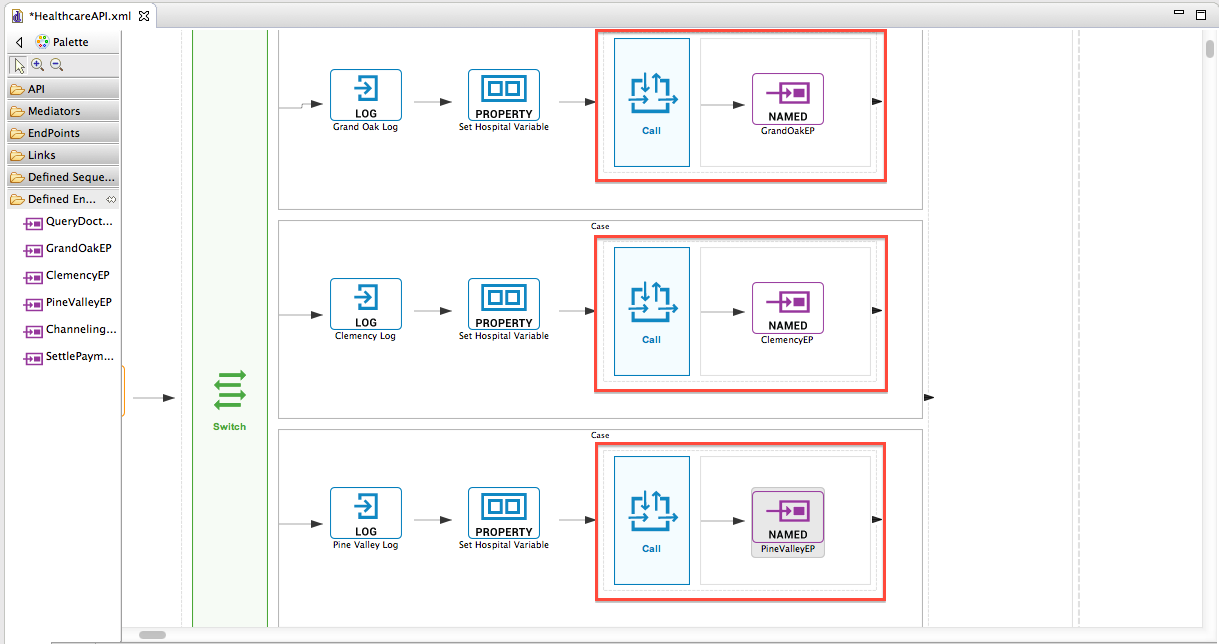 *HealthcareAPI.xml
Palette
API
Mediators
EndPoints
Links
Defined Seque...
Defined En...
QueryDoct...
GrandOakEP
ClemencyEP
PineValleyEP
Channeling...
SettlePaym...
Switch
LOG
Grand Oak Log
PROPERTY
Set Hospital Variable
Call
NAMED
GrandOakEP
Case
LOG
Clemency Log
PROPERTY
Set Hospital Variable
Call
NAMED
ClemencyEP
Case
LOG
Pine Valley Log
PROPERTY
Set Hospital Variable
Call
NAMED
PineValleyEP